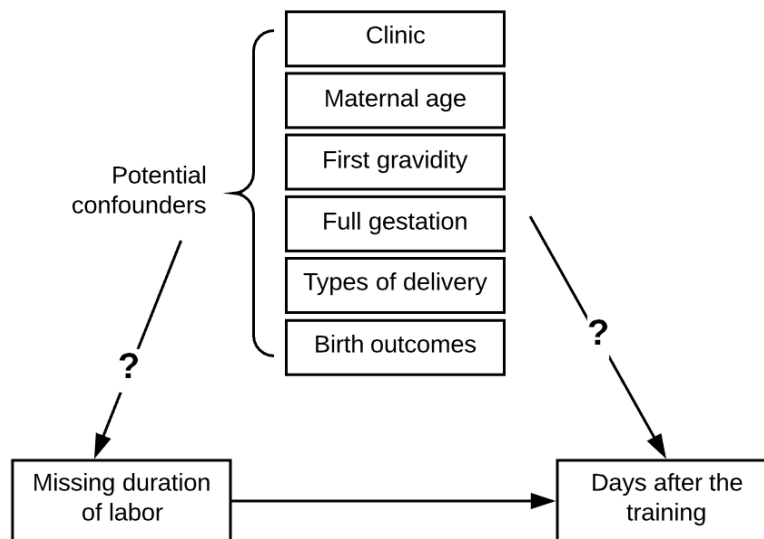 Clinic
Maternal age
First gravidity
Full gestation
Types of delivery
Birth outcomes
Potential
confounders
?
?
Missing duration
of labor
Days after the
training